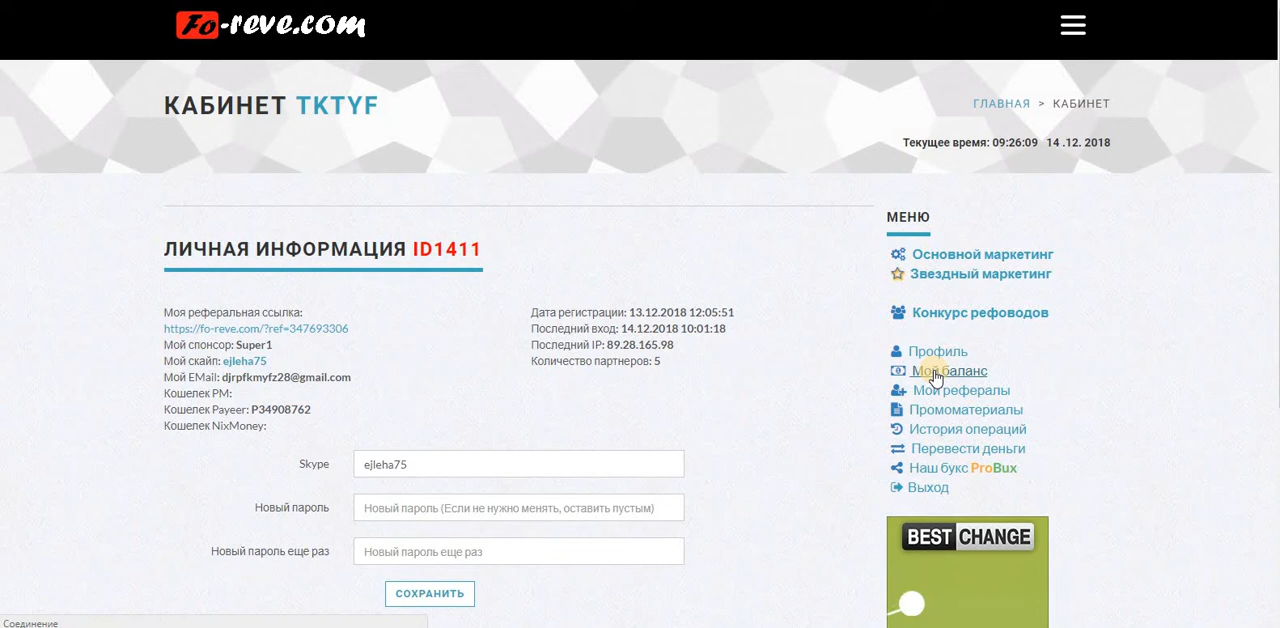 Fo-reve.com
КАБИНЕТ TKTYF
ГЛАВНАЯ > КАБИНЕТ
Текущее время: 09:26:09 14 .12. 2018
ЛИЧНАЯ ИНФОРМАЦИЯ ID1411
Моя реферальная ссылка:
https://fo-reve.com/?ref=347693306
Мой спонсор: Super1
Мой скайп: ejleha75
Мой EMail: djrpfkmyfz28@gmail.com
Кошелек PM:
Кошелек Payeer: P34908762
Кошелек NixMoney:
Дата регистрации: 13.12.2018 12:05:51
Последний вход: 14.12.2018 10:01:18
Последний IP: 89.28.165.98
Количество партнеров: 5
Skype ejleha75
Новый пароль Новый пароль (Если не нужно менять, оставить пустым)
Новый пароль еще раз Новый пароль еще раз
СОХРАНИТЬ
МЕНЮ
Основной маркетинг
Звездный маркетинг
Конкурс рефоводов
Профиль
Мой баланс
Мои рефералы
Промоматериалы
История операций
Перевести деньги
Наш букс ProBux
Выход
BEST CHANGE
Соединение